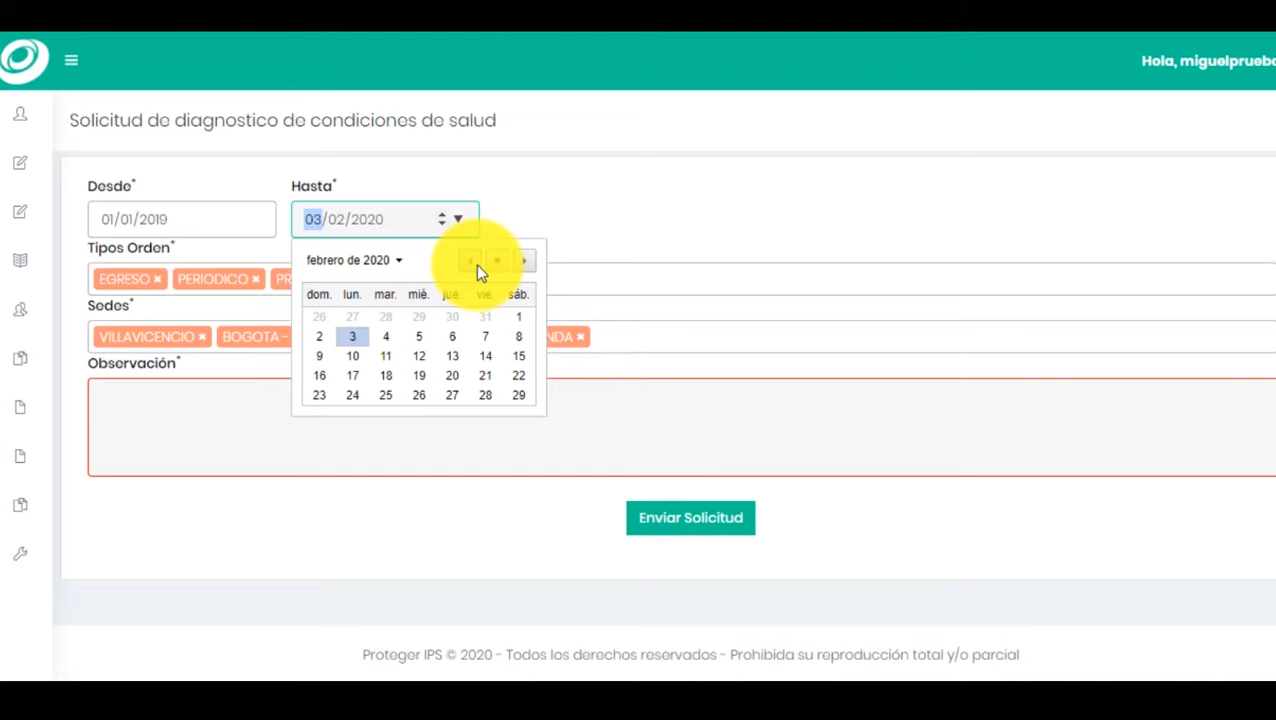 Hola, miguelprueba
Solicitud de diagnostico de condiciones de salud
Desde* Hasta*
01/01/2019 03/02/2020
Tipos Orden*
febrero de 2020
EGRESO × PERIODICO × PR
dom. lun. mar. mié. jue. vie. sáb.
Sedes*
26 27 28 29 30 31 1
VILLAVICENCIO × BOGOTA - NDA ×
2 3 4 5 6 7 8
Observación*
9 10 11 12 13 14 15
16 17 18 19 20 21 22
23 24 25 26 27 28 29
Enviar Solicitud
Proteger IPS © 2020 - Todos los derechos reservados - Prohibida su reproducción total y/o parcial